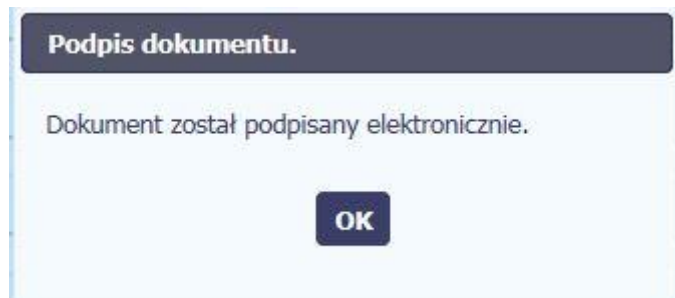 Podpis dokumentu.
Dokument został podpisany elektronicznie.
OK